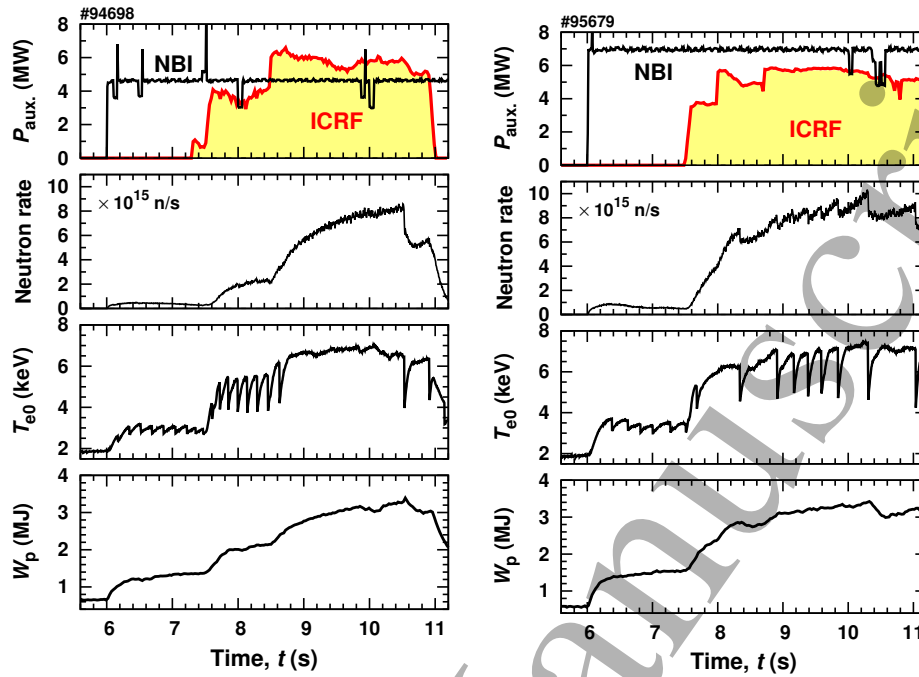 #94698
8
6
4
2
0
P_aux. (MW)
NBI
ICRF
10
8
6
4
2
0
Neutron rate
× 10^15 n/s
8
6
4
2
T_e0 (keV)
4
3
2
1
W_p (MJ)
6 7 8 9 10 11
Time, t (s)
#95679
8
6
4
2
0
P_aux. (MW)
NBI
ICRF
10
8
6
4
2
0
Neutron rate
× 10^15 n/s
8
6
4
2
T_e0 (keV)
4
3
2
1
W_p (MJ)
6 7 8 9 10 11
Time, t (s)